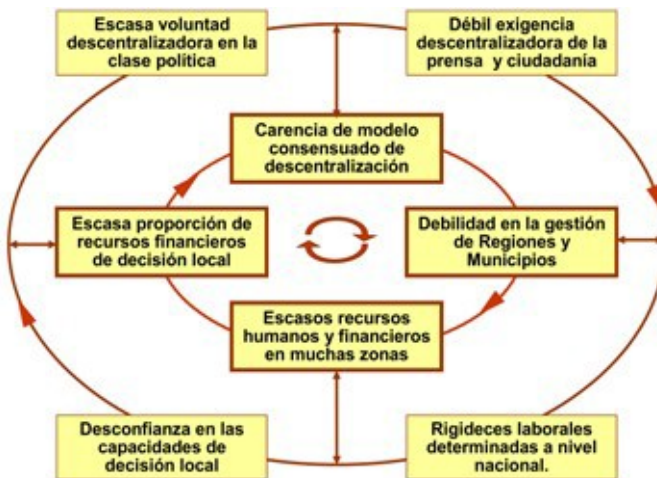 Escasa voluntad
descentralizadora en la
clase política
Débil exigencia
descentralizadora de la
prensa y ciudadanía
Carencia de modelo
consensuado de
descentralización
Escasa proporción de
recursos financieros
de decisión local
Debilidad en la gestión
de Regiones y
Municipios
Escasos recursos
humanos y financieros
en muchas zonas
Desconfianza en las
capacidades de
decisión local
Rigideces laborales
determinadas a nivel
nacional.